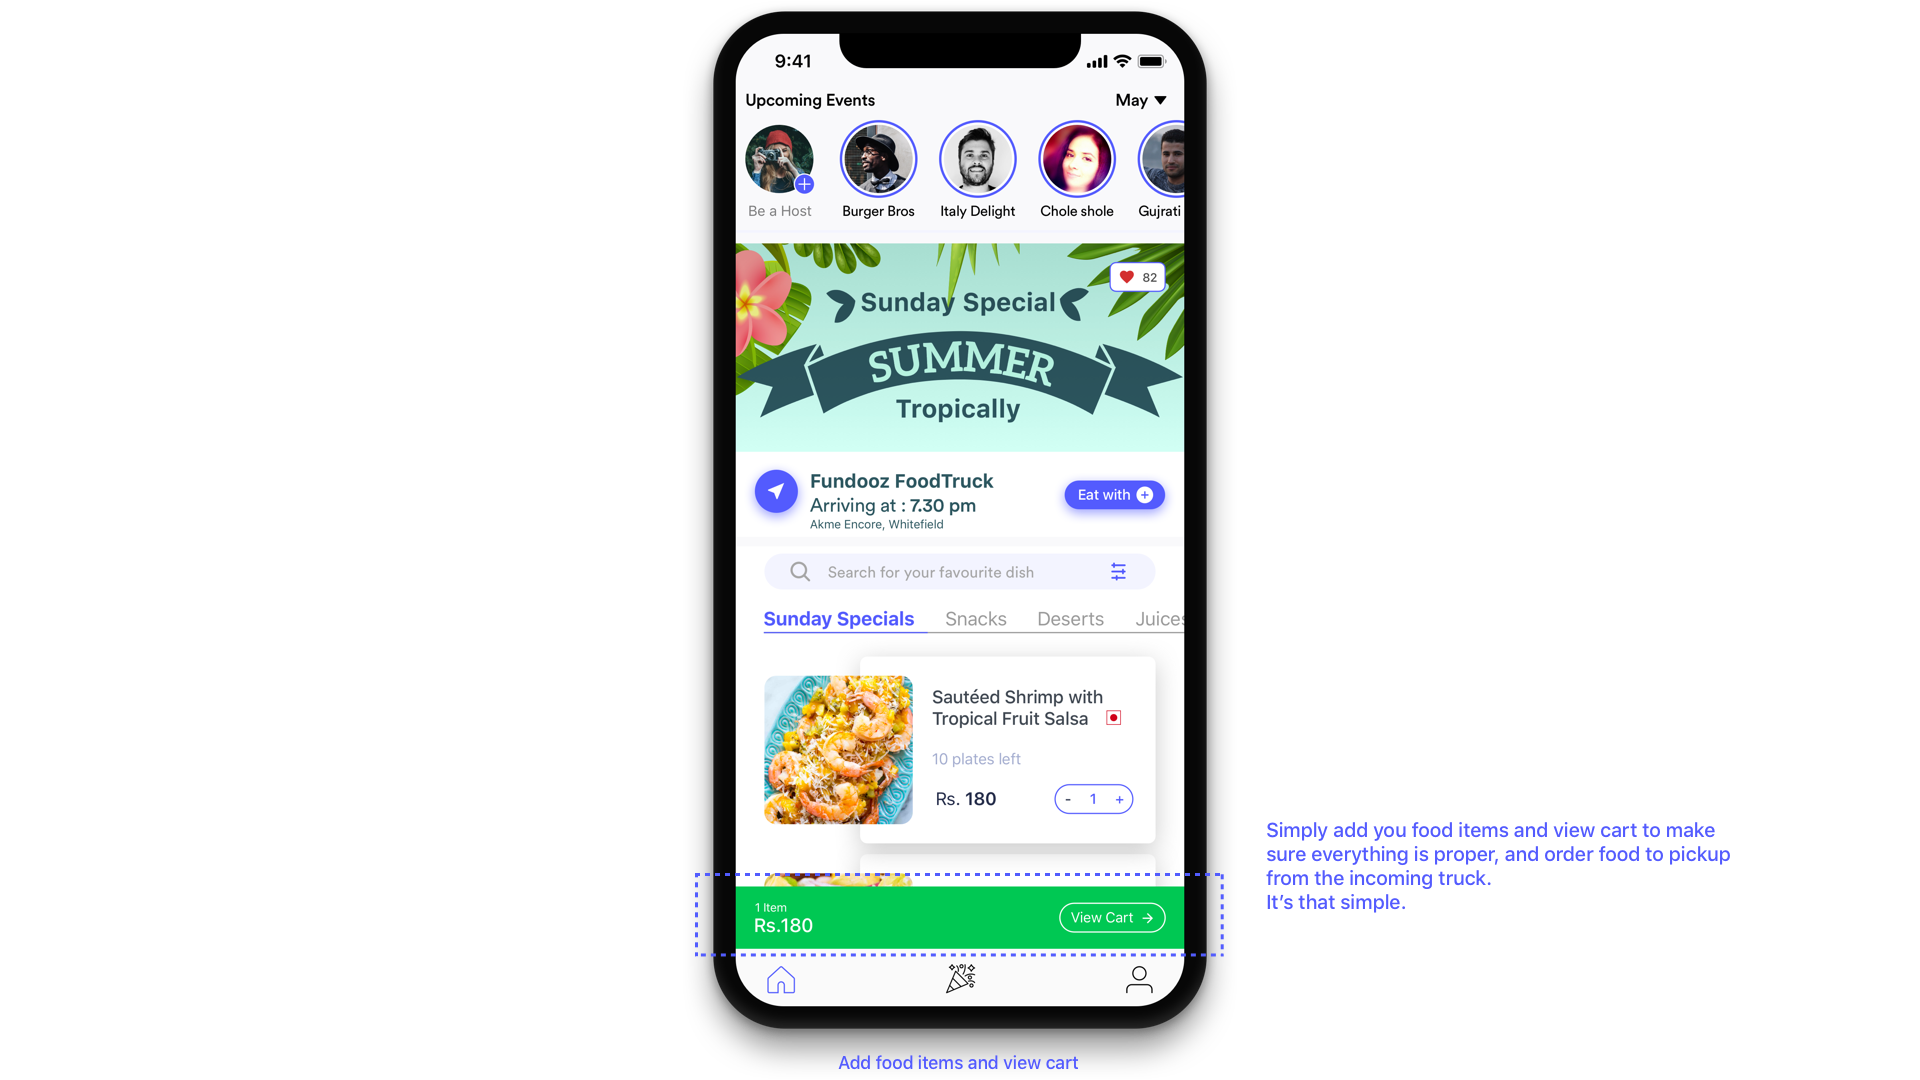 9:41
Upcoming Events
May
Be a Host
Burger Bros
Italy Delight
Chole shole
Gujrati
82
Sunday Special
SUMMER
Tropically
Fundooz FoodTruck
Arriving at : 7.30 pm
Akme Encore, Whitefield
Eat with +
Search for your favourite dish
Sunday Specials
Snacks
Deserts
Juices
Sautéed Shrimp with
Tropical Fruit Salsa
10 plates left
Rs. 180
- 1 +
1 Item
Rs.180
View Cart →
Simply add you food items and view cart to make
sure everything is proper, and order food to pickup
from the incoming truck.
It's that simple.
Add food items and view cart